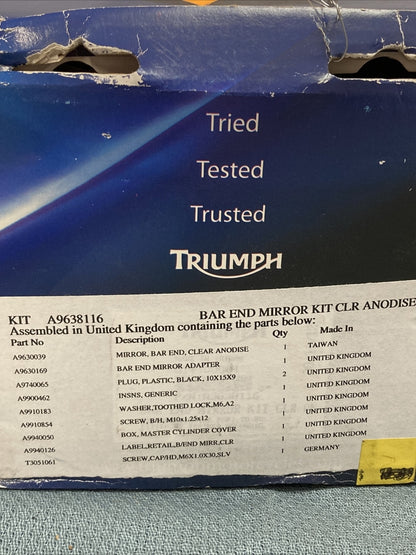 Tried
Tested
Trusted
TRIUMPH
KIT A9638116 BAR END MIRROR KIT CLR ANODISE
Assembled in United Kingdom containing the parts below:
Part No Description Qty Made In
A9630039 MIRROR, BAR END, CLEAR ANODISE 1 TAIWAN
A9630169 BAR END MIRROR ADAPTER 1 UNITED KINGDOM
A9740065 PLUG, PLASTIC, BLACK, 10X15X9 2 UNITED KINGDOM
A9900462 INSNS, GENERIC 1 UNITED KINGDOM
A9910183 WASHER,TOOTHED LOCK,M6,A2 1 UNITED KINGDOM
A9910854 SCREW, B/H, M10x1.25x12 1 UNITED KINGDOM
A9940050 BOX, MASTER CYLINDER COVER 1 UNITED KINGDOM
A9940126 LABEL,RETAIL,B/END MIRR,CLR 1 UNITED KINGDOM
T3051061 SCREW,CAP/HD,M6X1.0X30,SLV 1 GERMANY